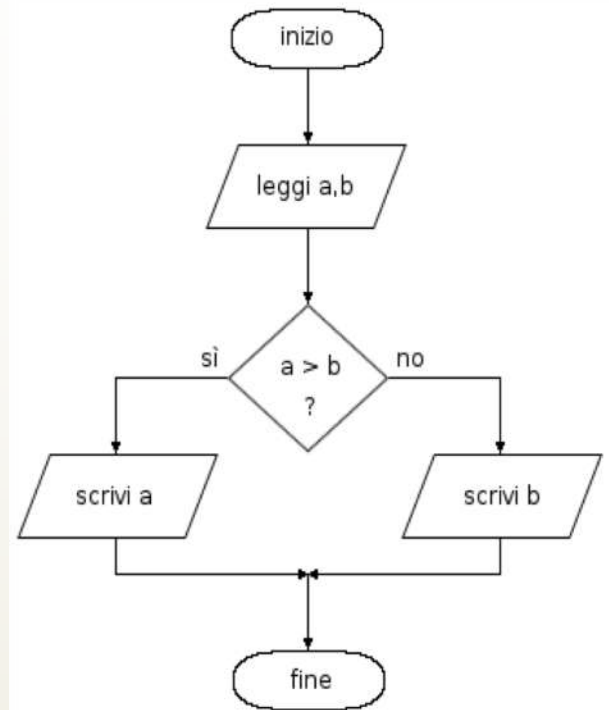 inizio
leggi a,b
sì
a > b
?
no
scrivi a
scrivi b
fine